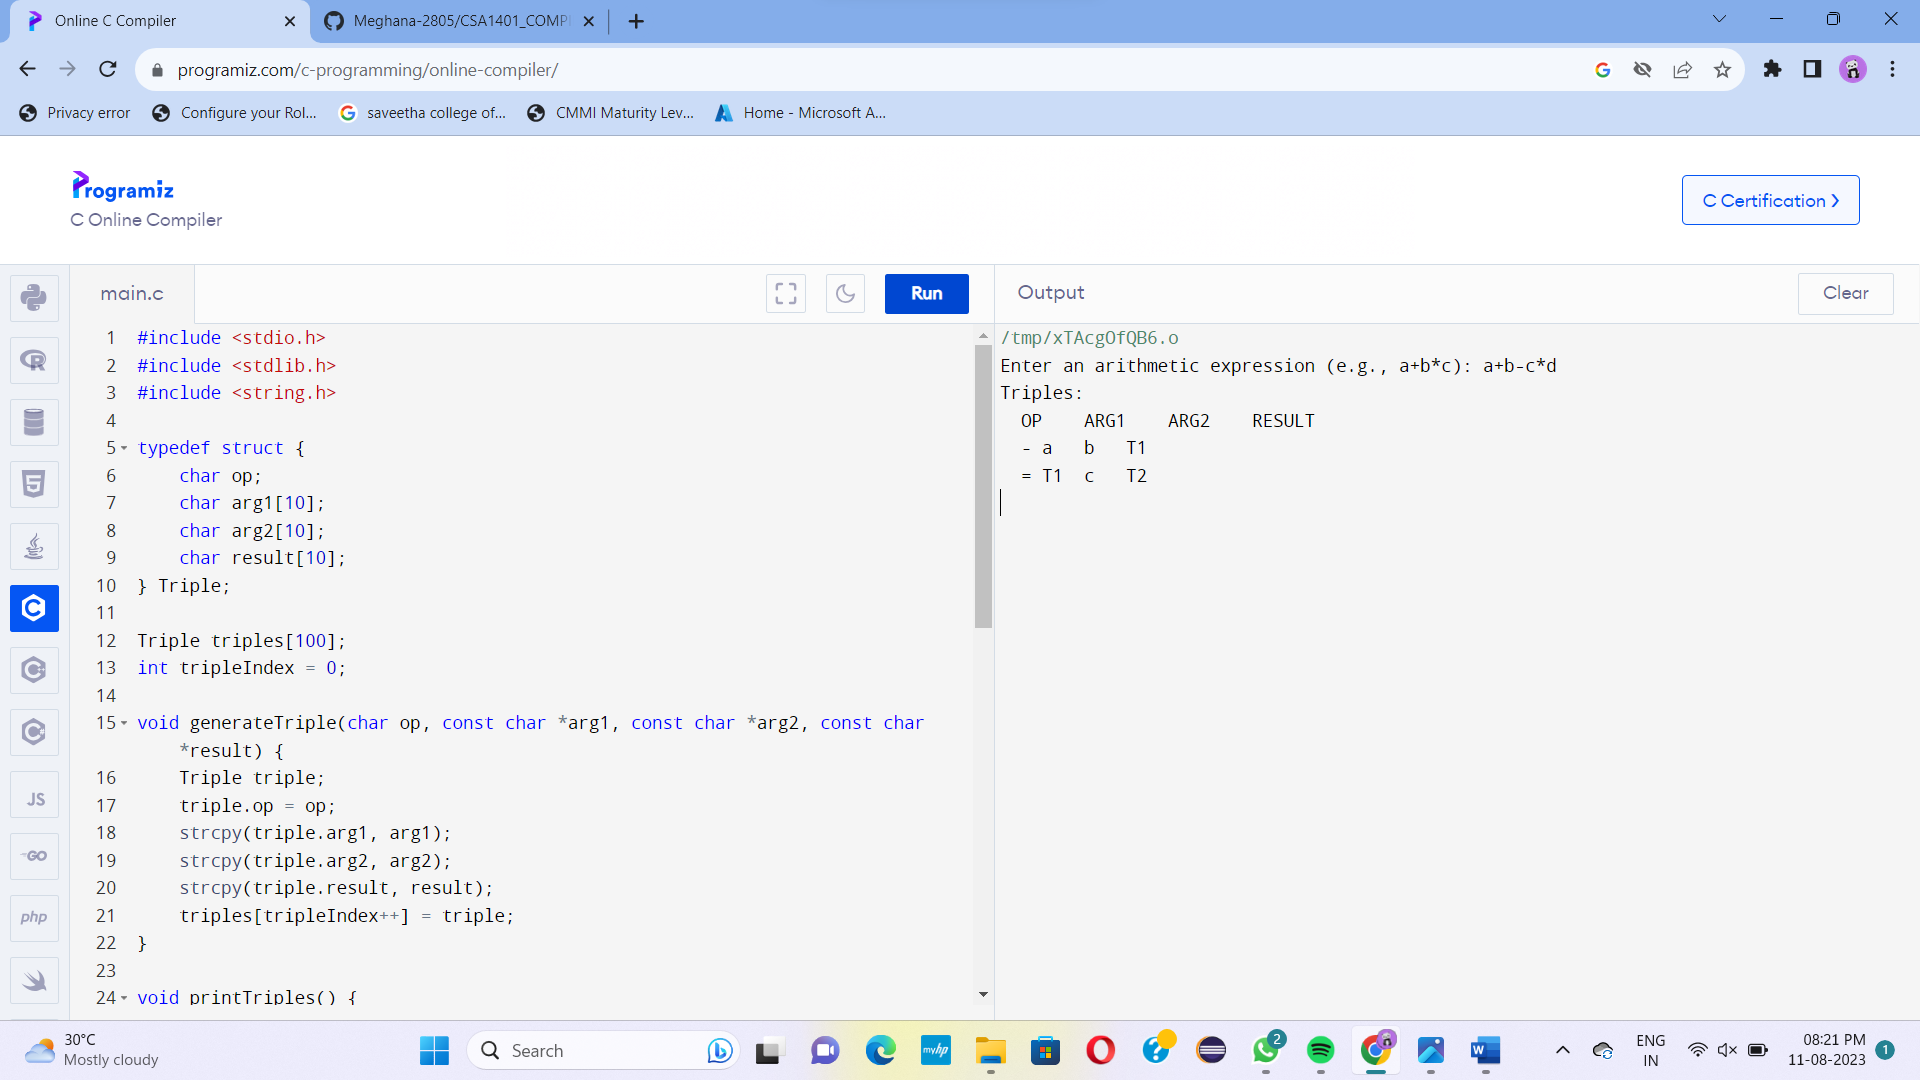 Online C Compiler
Meghana-2805/CSA1401_COMP
programiz.com/c-programming/online-compiler/
Privacy error
Configure your Rol...
saveetha college of...
CMMI Maturity Lev...
Home - Microsoft A...
Programiz
C Online Compiler
C Certification
main.c
Run
Output
Clear
1 #include <stdio.h>
2 #include <stdlib.h>
3 #include <string.h>
4
5 typedef struct {
6 char op;
7 char arg1[10];
8 char arg2[10];
9 char result[10];
10 } Triple;
11
12 Triple triples[100];
13 int tripleIndex = 0;
14
15 void generateTriple(char op, const char *arg1, const char *arg2, const char
*result) {
16 Triple triple;
17 triple.op = op;
18 strcpy(triple.arg1, arg1);
19 strcpy(triple.arg2, arg2);
20 strcpy(triple.result, result);
21 triples[tripleIndex++] = triple;
22 }
23
24 void printTriples() {
/tmp/xTAcgOfQB6.o
Enter an arithmetic expression (e.g., a+b*c): a+b-c*d
Triples:
OP ARG1 ARG2 RESULT
- a b T1
= T1 c T2
JS
GO
php
30°C
Mostly cloudy
Search
myhp
2
ENG
IN
08:21 PM
11-08-2023
1